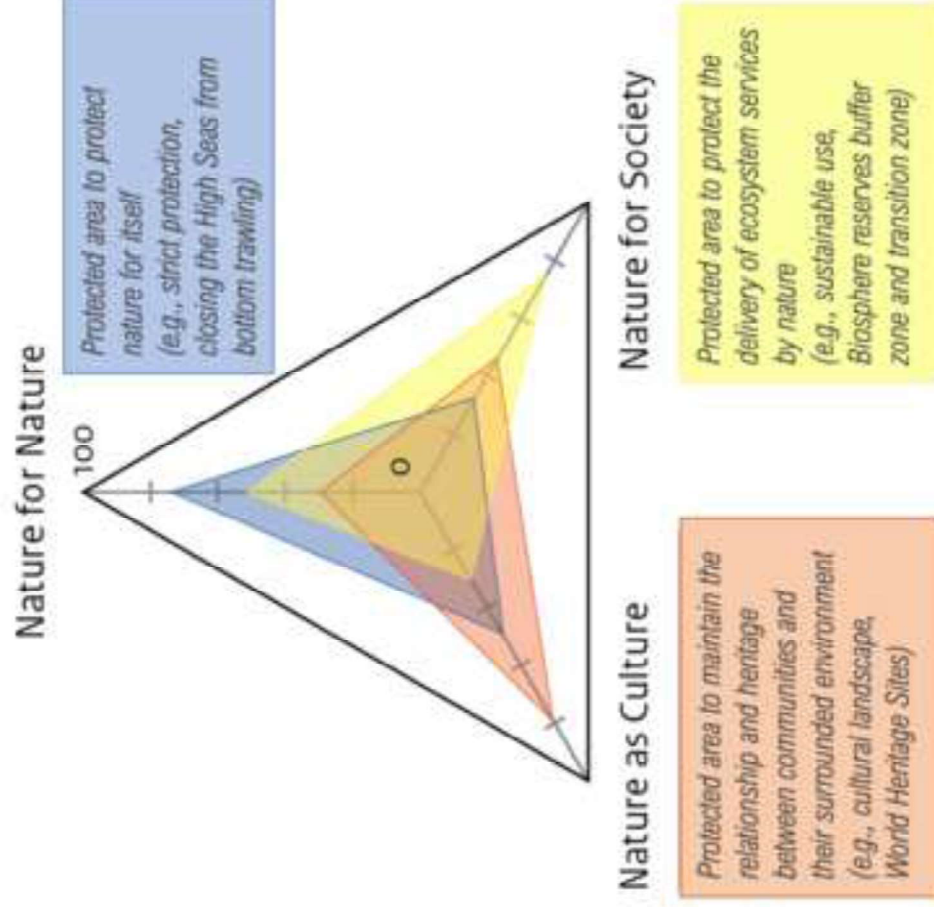 Nature for Nature
100
Protected area to protect
nature for itself
(e.g., strict protection,
closing the High Seas from
bottom trawling)
0
Nature as Culture
Nature for Society
Protected area to maintain the
relationship and heritage
between communities and
their surrounded environment
(e.g., cultural landscape,
World Heritage Sites)
Protected area to protect the
delivery of ecosystem services
by nature
(e.g., sustainable use,
Biosphere reserves buffer
zone and transition zone)